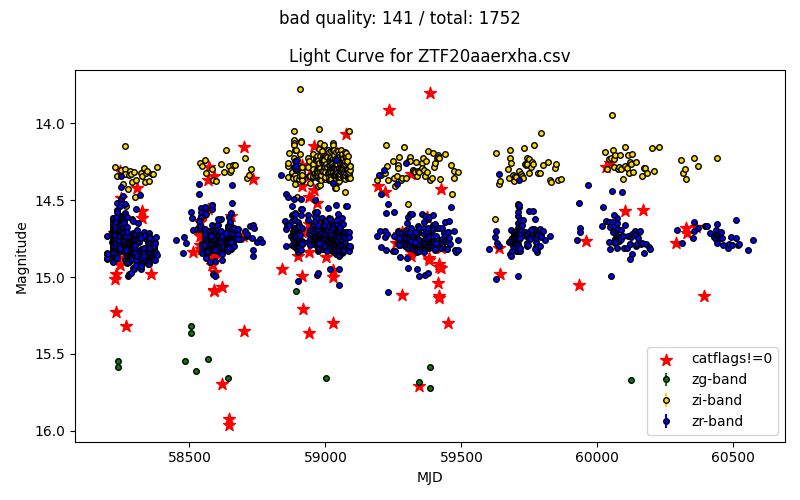 bad quality: 141 / total: 1752
Light Curve for ZTF20aaerxha.csv
14.0
14.5
15.0
15.5
16.0
Magnitude
58500
59000
59500
60000
60500
MJD
catflags!=0
zg-band
zi-band
zr-band